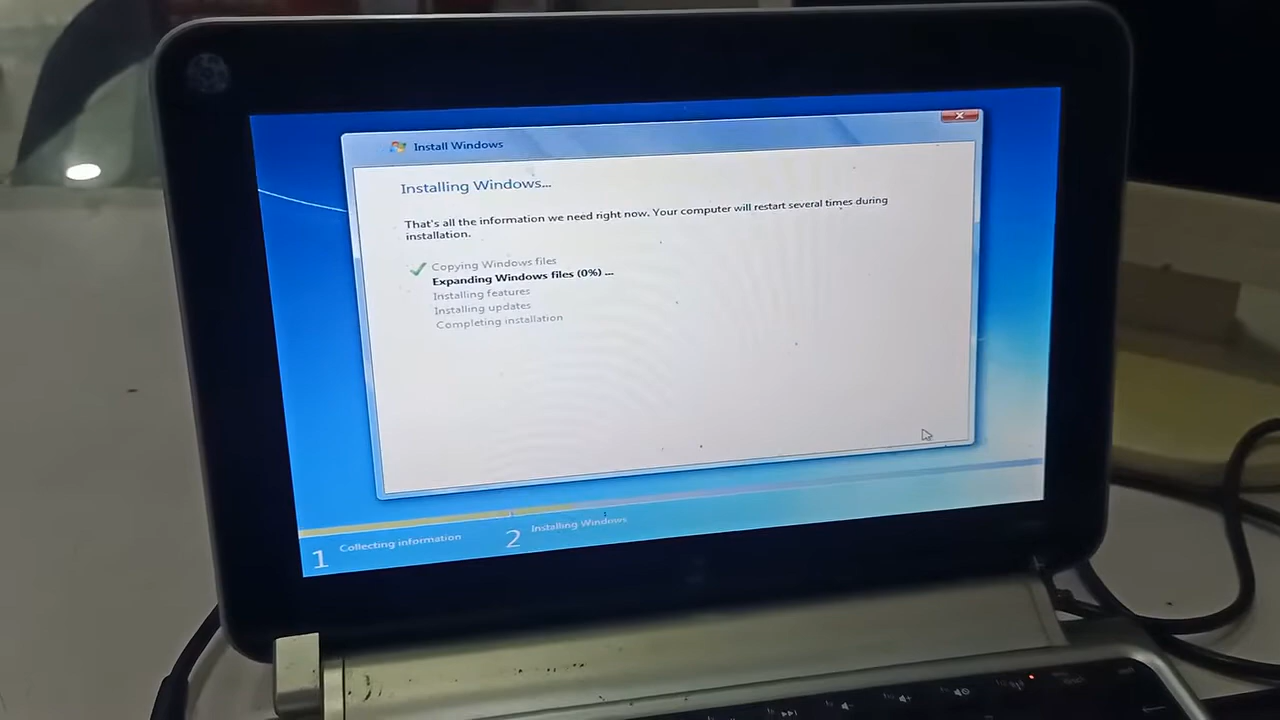 Install Windows
Installing Windows...
That's all the information we need right now. Your computer will restart several times during
installation.
Copying Windows files
Expanding Windows files (0%) ...
Installing features
Installing updates
Completing installation
1 Collecting information
2 Installing Windows